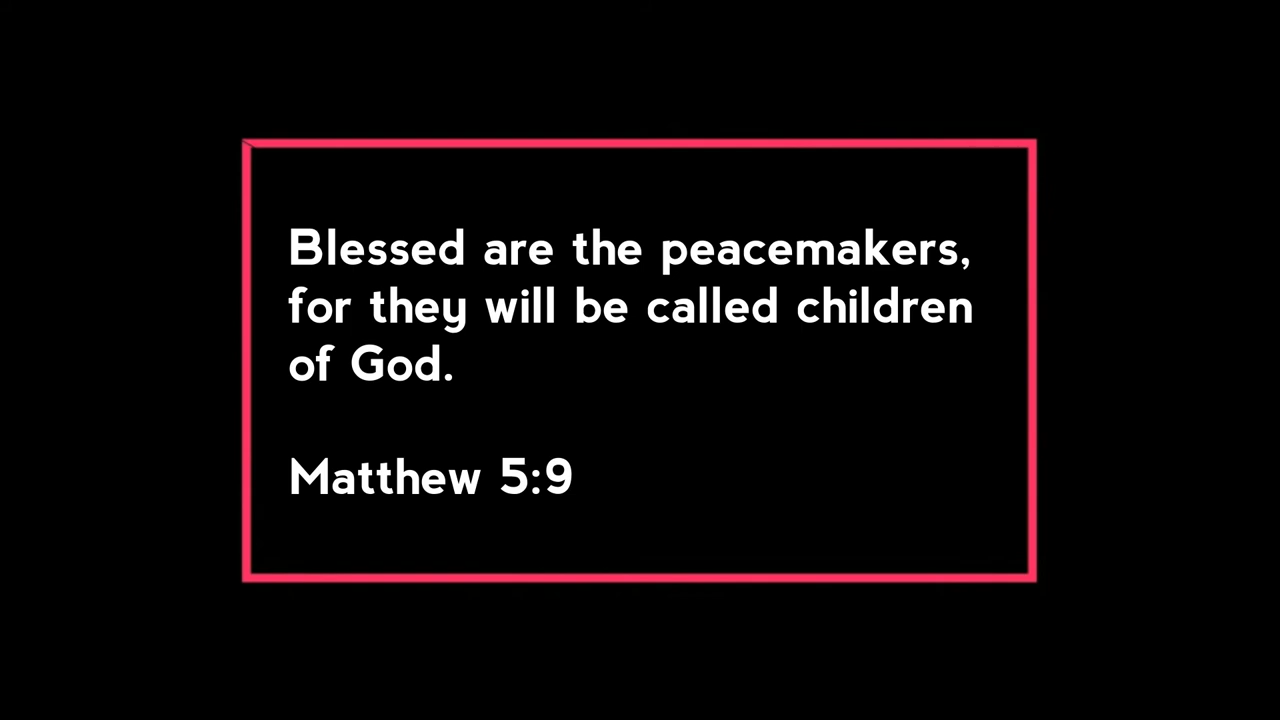 Blessed are the peacemakers,
for they will be called children
of God.
Matthew 5:9